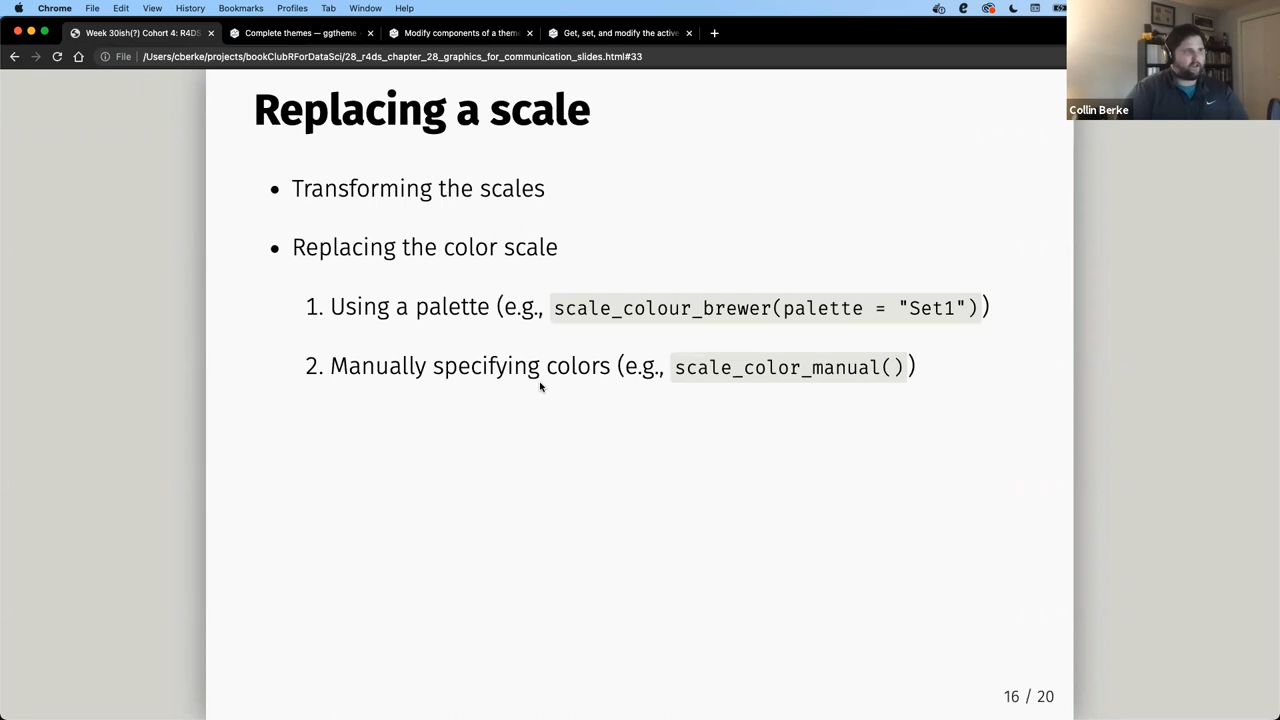 Chrome File Edit View History Bookmarks Profiles Tab Window Help
Week 30ish(?) Cohort 4: R4DS Complete themes — ggtheme Modify components of a them Get, set, and modify the active
File /Users/cberke/projects/bookClubRForDataSci/28_r4ds_chapter_28_graphics_for_communication_slides.html#33
Collin Berke
Replacing a scale
• Transforming the scales
• Replacing the color scale
1. Using a palette (e.g., scale_colour_brewer(palette = "Set1"))
2. Manually specifying colors (e.g., scale_color_manual())
16 / 20